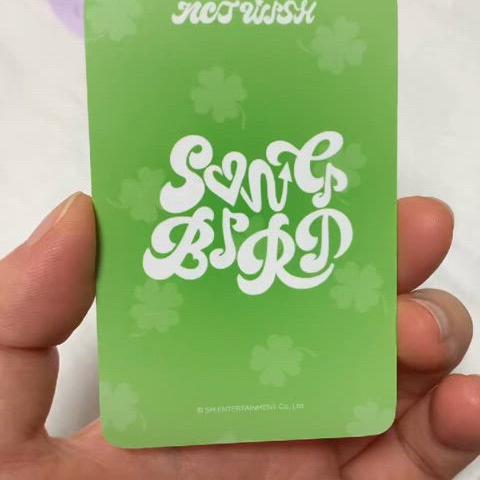 NCT WISH
SONG
BIRD
© SM ENTERTAINMENT Co., Ltd.